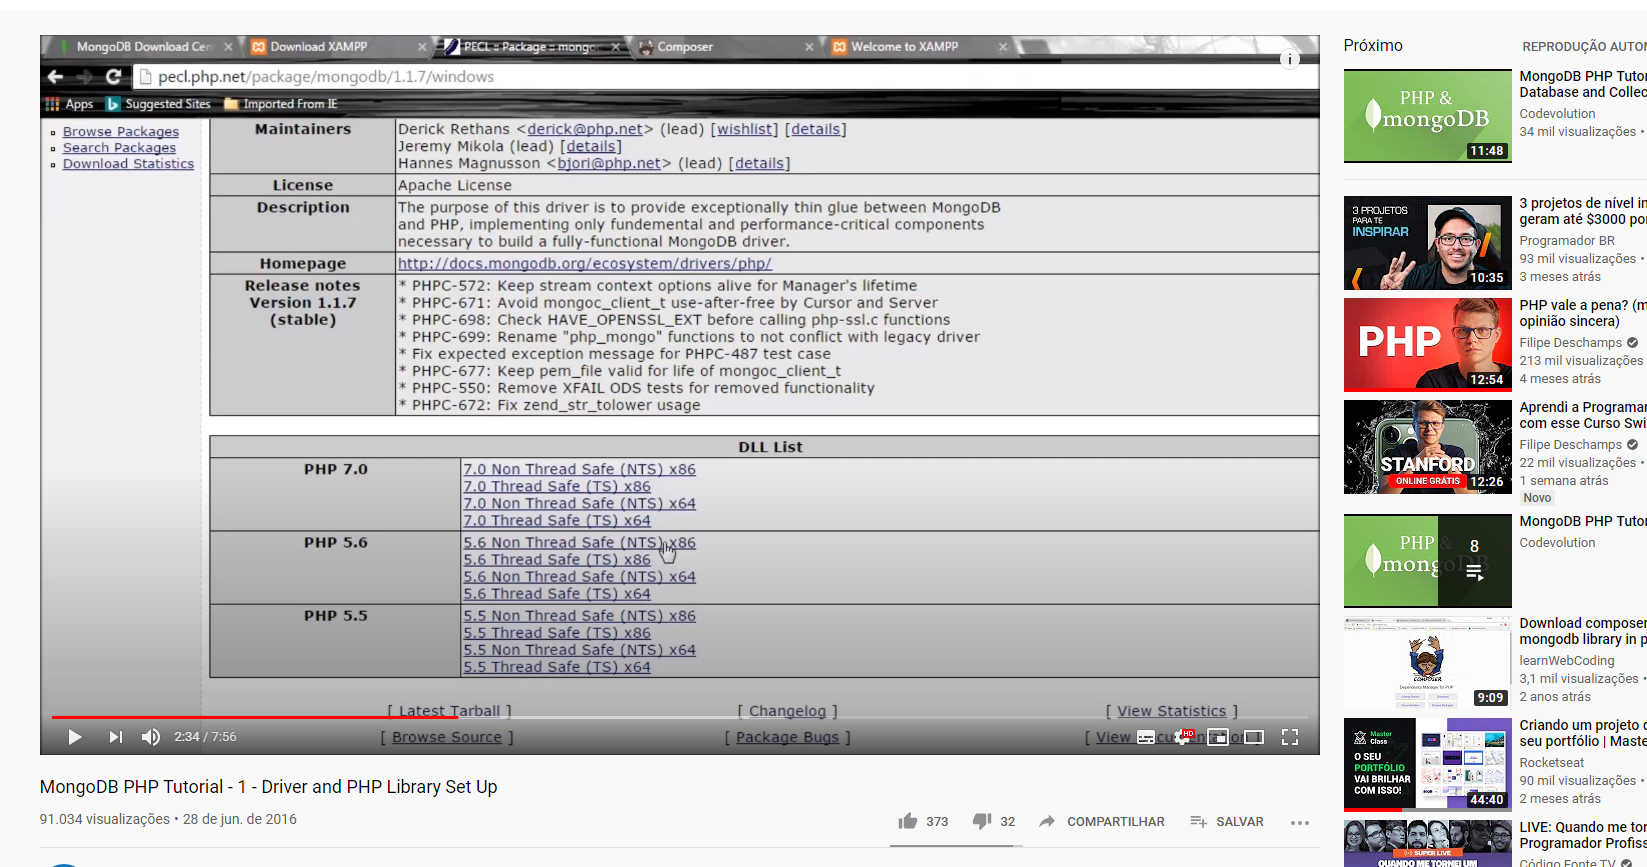 MongoDB Download Cen
Download XAMPP
PECL :: Package :: mongo
Composer
Welcome to XAMPP
pecl.php.net/package/mongodb/1.1.7/windows
Apps
Suggested Sites
Imported From IE
Browse Packages
Search Packages
Download Statistics
Maintainers
Derick Rethans <derick@php.net> (lead) [wishlist] [details]
Jeremy Mikola (lead) [details]
Hannes Magnusson <bjori@php.net> (lead) [details]
License
Apache License
Description
The purpose of this driver is to provide exceptionally thin glue between MongoDB
and PHP, implementing only fundemental and performance-critical components
necessary to build a fully-functional MongoDB driver.
Homepage
http://docs.mongodb.org/ecosystem/drivers/php/
Release notes
Version 1.1.7
(stable)
* PHPC-572: Keep stream context options alive for Manager's lifetime
* PHPC-671: Avoid mongoc_client_t use-after-free by Cursor and Server
* PHPC-698: Check HAVE_OPENSSL_EXT before calling php-ssl.c functions
* PHPC-699: Rename "php_mongo" functions to not conflict with legacy driver
* Fix expected exception message for PHPC-487 test case
* PHPC-677: Keep pem_file valid for life of mongoc_client_t
* PHPC-550: Remove XFAIL ODS tests for removed functionality
* PHPC-672: Fix zend_str_tolower usage
DLL List
PHP 7.0
7.0 Non Thread Safe (NTS) x86
7.0 Thread Safe (TS) x86
7.0 Non Thread Safe (NTS) x64
7.0 Thread Safe (TS) x64
PHP 5.6
5.6 Non Thread Safe (NTS) x86
5.6 Thread Safe (TS) x86
5.6 Non Thread Safe (NTS) x64
5.6 Thread Safe (TS) x64
PHP 5.5
5.5 Non Thread Safe (NTS) x86
5.5 Thread Safe (TS) x86
5.5 Non Thread Safe (NTS) x64
5.5 Thread Safe (TS) x64
[ Latest Tarball ]
[ Changelog ]
[ View Statistics ]
[ Browse Source ]
[ Package Bugs ]
[ View Documentation ]
2:34 / 7:56
HD
MongoDB PHP Tutorial - 1 - Driver and PHP Library Set Up
91.034 visualizações • 28 de jun. de 2016
373
32
COMPARTILHAR
SALVAR
Próximo
REPRODUÇÃO AUTOM
PHP &
mongoDB
11:48
MongoDB PHP Tutor
Database and Collec
Codevolution
34 mil visualizações •
3 PROJETOS
PARA TE
INSPIRAR
10:35
3 projetos de nível in
geram até $3000 por
Programador BR
93 mil visualizações •
3 meses atrás
PHP
12:54
PHP vale a pena? (m
opinião sincera)
Filipe Deschamps
213 mil visualizações
4 meses atrás
STANFORD
ONLINE GRÁTIS
12:26
Aprendi a Programar
com esse Curso Swi
Filipe Deschamps
22 mil visualizações •
1 semana atrás
Novo
PHP &
mongoDB
8
MongoDB PHP Tutor
Codevolution
COMPOSER
Dependency Manager for PHP
9:09
Download composer
mongodb library in p
learnWebCoding
3,1 mil visualizações •
2 anos atrás
Master
Class
O SEU
PORTFÓLIO
VAI BRILHAR
COM ISSO!
44:40
Criando um projeto d
seu portfólio | Maste
Rocketseat
90 mil visualizações •
2 meses atrás
SUPER LIVE
QUANDO ME TORNEI UM
LIVE: Quando me tor
Programador Profiss
Código Fonte TV